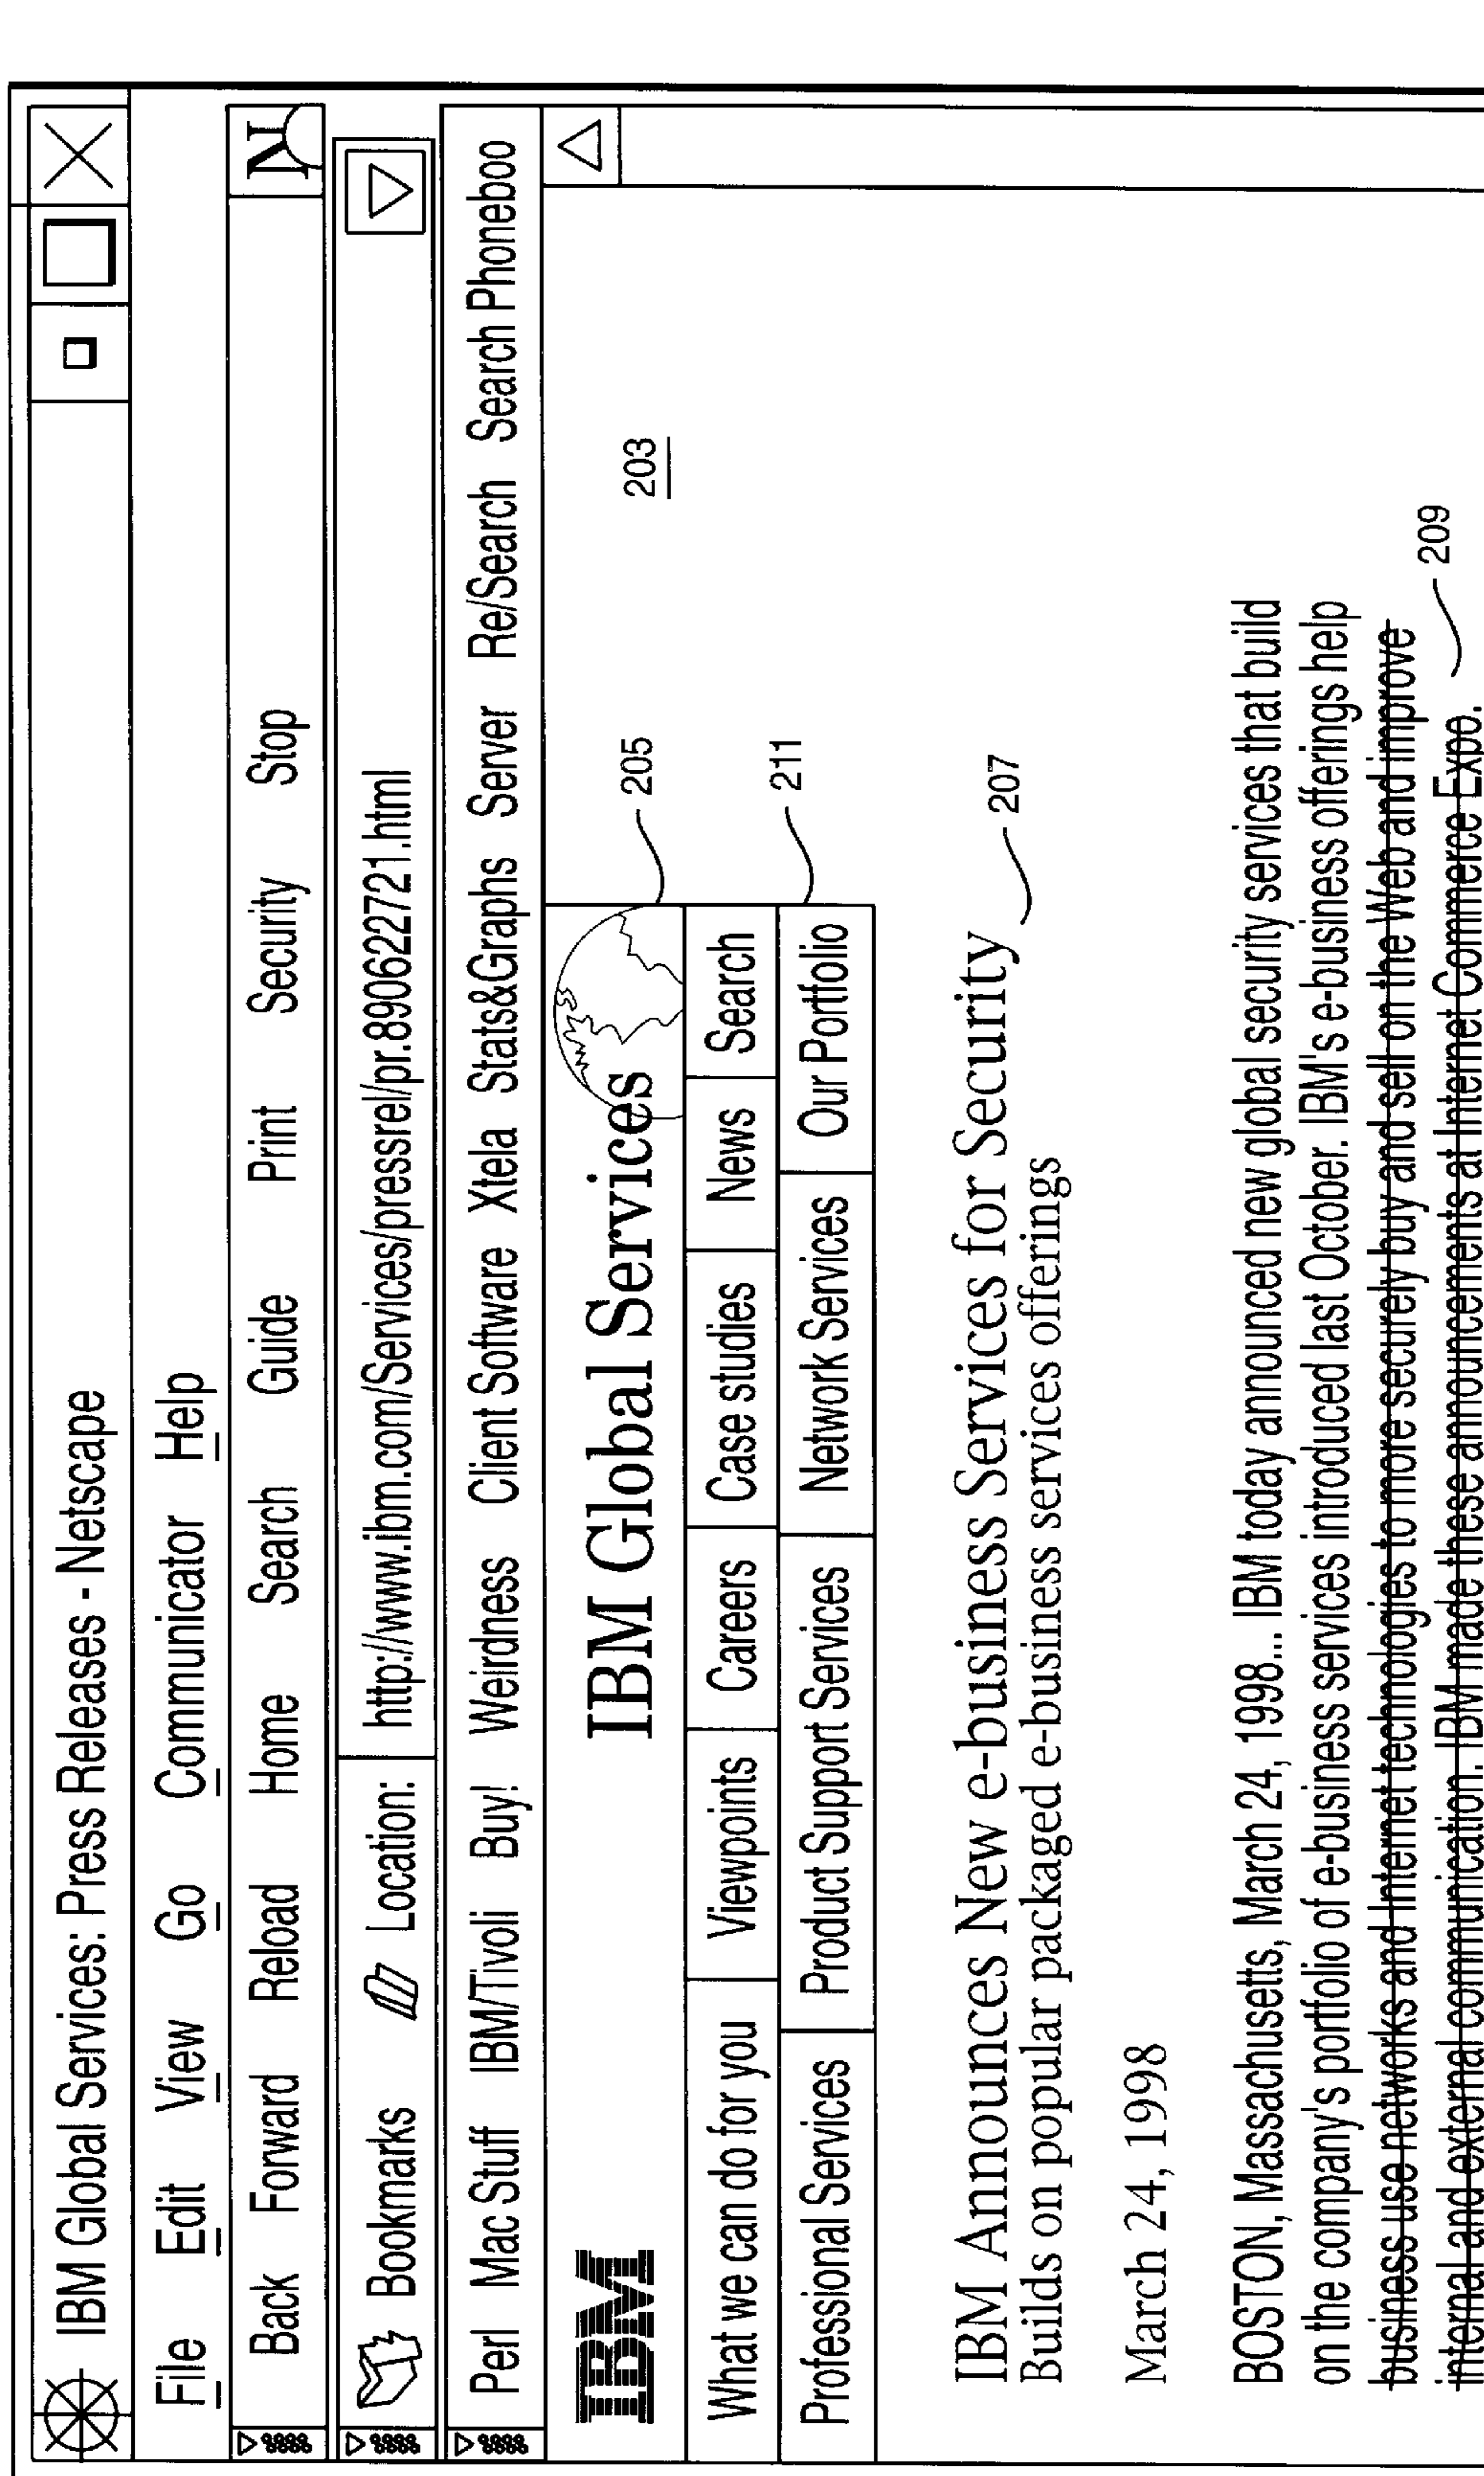 IBM Global Services: Press Releases - Netscape
File Edit View Go Communicator Help
Back Forward Reload Home Search Guide Print Security Stop
N
Bookmarks Location: http://www.ibm.com/Services/pressrel/pr.890622721.html
Perl Mac Stuff IBM/Tivoli Buy! Weirdness Client Software Xtela Stats&Graphs Server Re/Search Search Phoneboo
IBM IBM Global Services
205
203
What we can do for you Viewpoints Careers Case studies News Search
Professional Services Product Support Services Network Services Our Portfolio
211
IBM Announces New e-business Services for Security
207
Builds on popular packaged e-business services offerings
March 24, 1998
BOSTON, Massachusetts, March 24, 1998... IBM today announced new global security services that build
on the company's portfolio of e-business services introduced last October. IBM's e-business offerings help
business use networks and Internet technologies to more securely buy and sell on the Web and improve
internal and external communication. IBM made these announcements at Internet Commerce Expo.
209